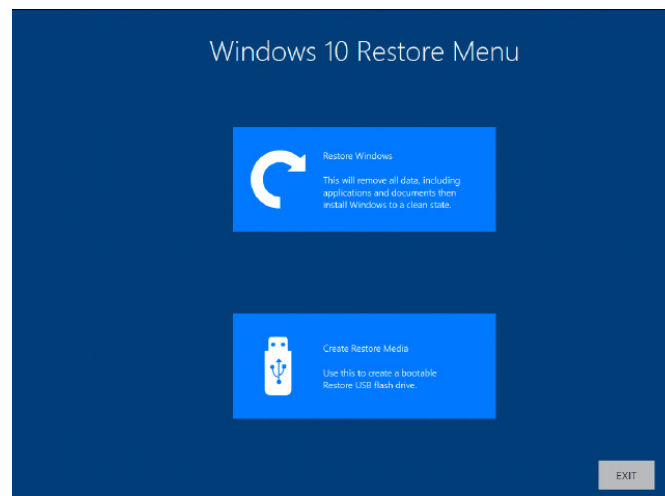 Windows 10 Restore Menu
Restore Windows
This will remove all data, including
applications and documents then
install Windows to a clean state.
Create Restore Media
Use this to create a bootable
Restore USB flash drive.
EXIT